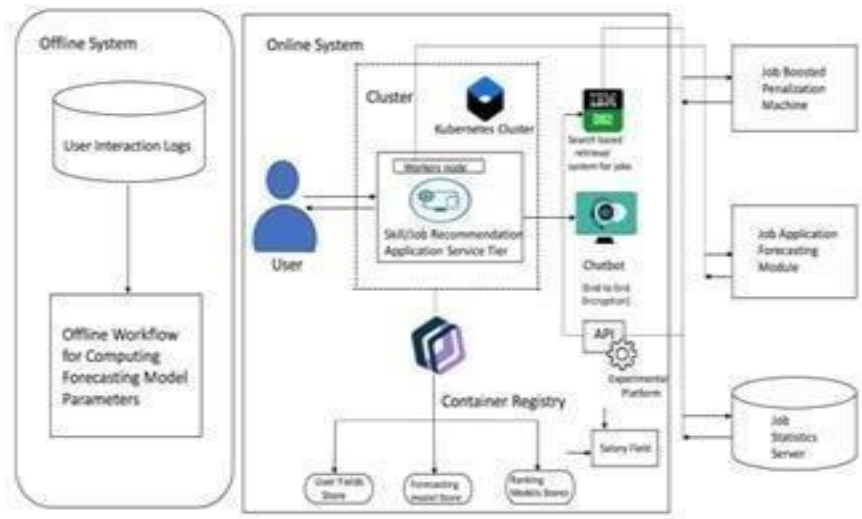 Offline System
User Interaction Logs
Offline Workflow
for Computing
Forecasting Model
Parameters
Online System
Cluster
Kubernetes Cluster
Workers node
Skill/Job Recommendation
Application Service Tier
User
IBM
DB2
Search based
retrieval
system for jobs
Chatbot
(End to End
Encryption)
API
Experimental
Platform
Container Registry
User Fields
Store
Forecasting
model Store
Ranking
Models Stores
Salary Field
Job Boosted
Penalization
Machine
Job Application
Forecasting
Module
Job
Statistics
Server